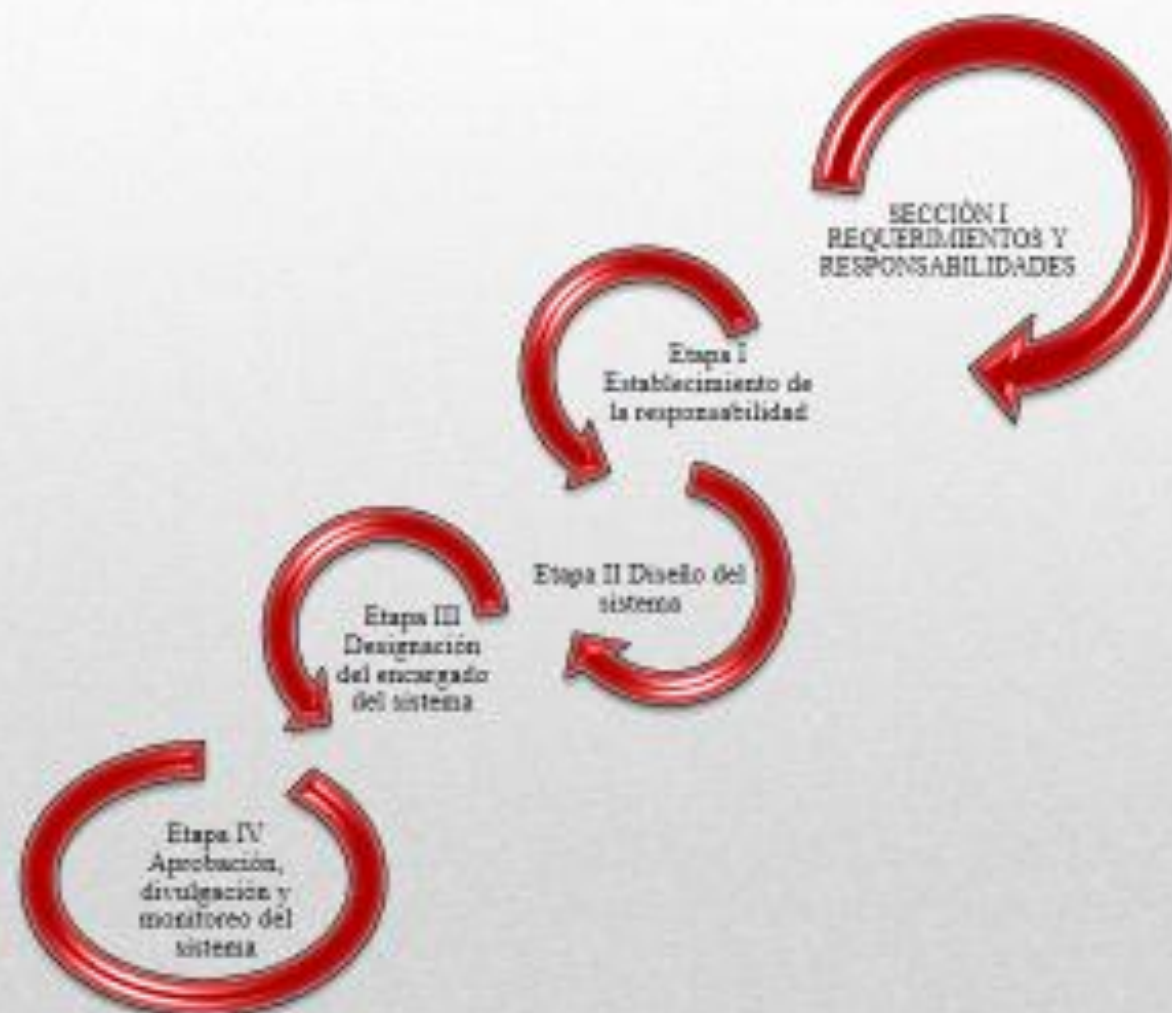 SECCIÓN I
REQUERIMIENTOS Y
RESPONSABILIDADES
Etapa I
Establecimiento de
la responsabilidad
Etapa II Diseño del
sistema
Etapa III
Designación
del encargado
del sistema
Etapa IV
Aprobación,
divulgación y
monitoreo del
sistema